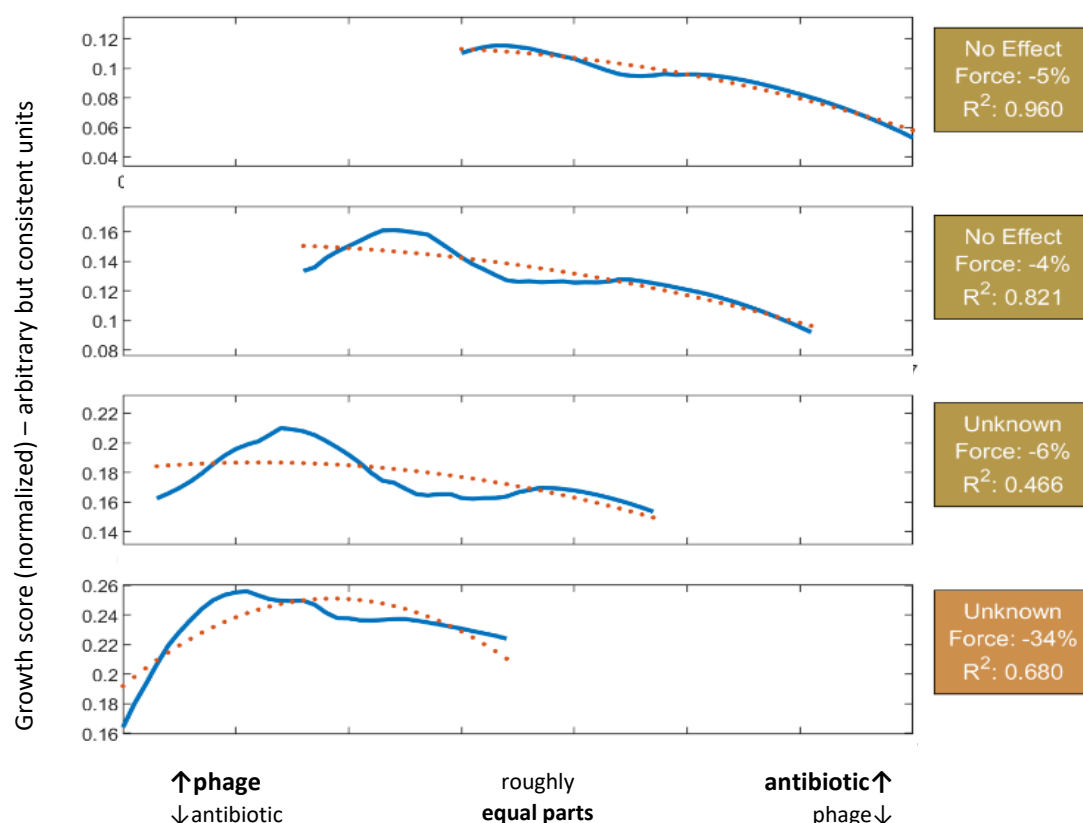 Growth score (normalized) – arbitrary but consistent units
0.12
0.1
0.08
0.06
0.04
No Effect
Force: -5%
R²: 0.960
0.16
0.14
0.12
0.1
0.08
No Effect
Force: -4%
R²: 0.821
0.22
0.2
0.18
0.16
0.14
Unknown
Force: -6%
R²: 0.466
0.26
0.24
0.22
0.2
0.18
0.16
Unknown
Force: -34%
R²: 0.680
↑phage roughly antibiotic↑
↓antibiotic equal parts phage↓